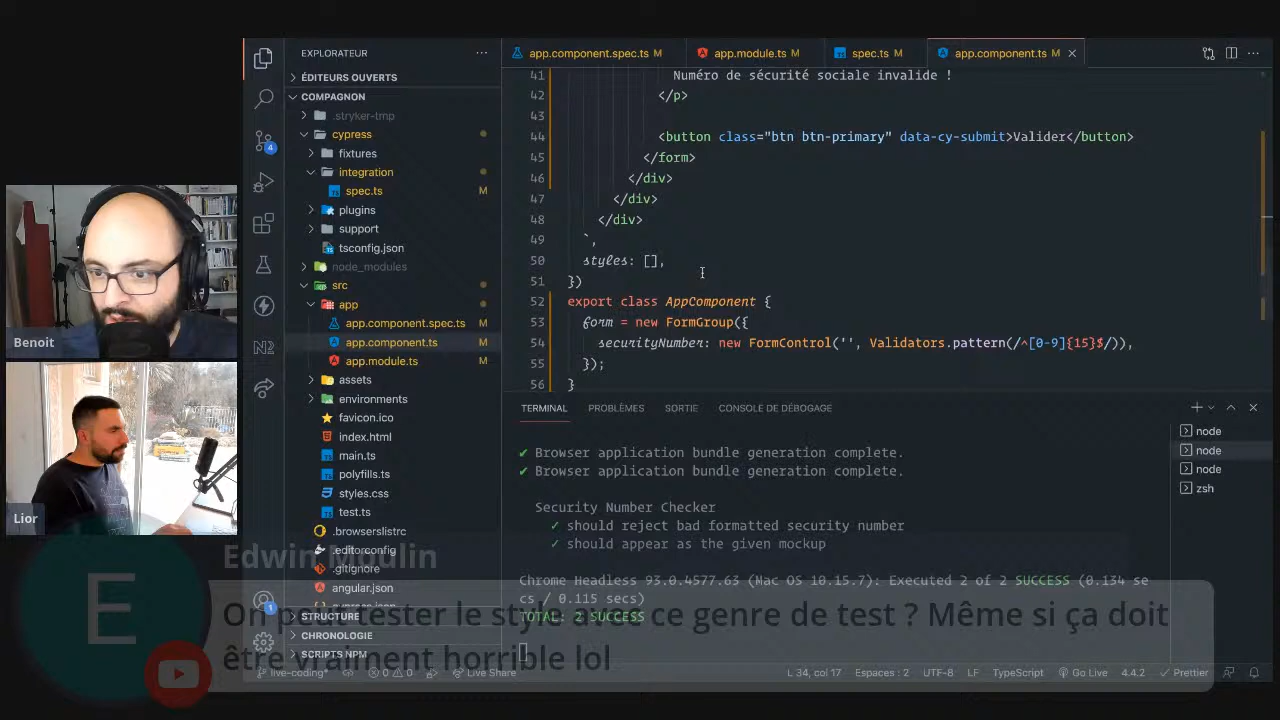 EXPLORATEUR
ÉDITEURS OUVERTS
COMPAGNON
.stryker-tmp
cypress
fixtures
integration
spec.ts M
plugins
support
tsconfig.json
node_modules
src
app
app.component.spec.ts M
app.component.ts M
app.module.ts M
assets
environments
favicon.ico
index.html
main.ts
polyfills.ts
styles.css
test.ts
.browserslistrc
.editorconfig
.gitignore
angular.json
STRUCTURE
CHRONOLOGIE
SCRIPTS NPM
4
N2
1
app.component.spec.ts M
app.module.ts M
spec.ts M
app.component.ts M
41 Numéro de sécurité sociale invalide !
42 </p>
43
44 <button class="btn btn-primary" data-cy-submit>Valider</button>
45 </form>
46 </div>
47 </div>
48 </div>
49 `,
50 styles: [],
51 })
52 export class AppComponent {
53 form = new FormGroup({
54 securityNumber: new FormControl('', Validators.pattern(/^[0-9]{15}$/)),
55 });
56 }
TERMINAL PROBLÈMES SORTIE CONSOLE DE DÉBOGAGE
✔ Browser application bundle generation complete.
✔ Browser application bundle generation complete.
Security Number Checker
✓ should reject bad formatted security number
✓ should appear as the given mockup
Chrome Headless 93.0.4577.63 (Mac OS 10.15.7): Executed 2 of 2 SUCCESS (0.134 se
cs / 0.115 secs)
TOTAL: 2 SUCCESS
node
node
node
zsh
Benoit
Lior
E
Edwin Moulin
On peut tester le style avec ce genre de test ? Même si ça doit
être vraiment horrible lol
live-coding* 0 0 Live Share L 34, col 17 Espaces : 2 UTF-8 LF TypeScript Go Live 4.4.2 Prettier